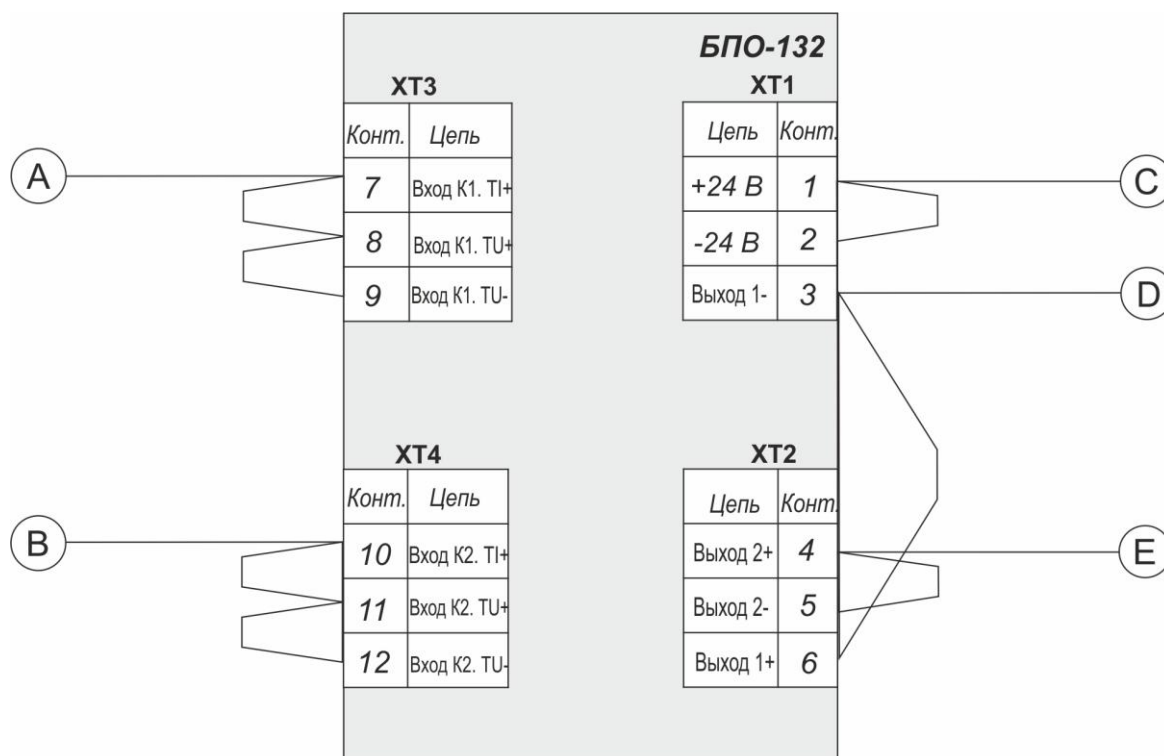 БПО-132
XT3
Конт. Цепь
7 Вход К1. TI+
8 Вход К1. TU+
9 Вход К1. TU-
XT1
Цепь Конт.
+24 В 1
-24 В 2
Выход 1- 3
A
C
D
XT4
Конт. Цепь
10 Вход К2. TI+
11 Вход К2. TU+
12 Вход К2. TU-
XT2
Цепь Конт.
Выход 2+ 4
Выход 2- 5
Выход 1+ 6
B
E